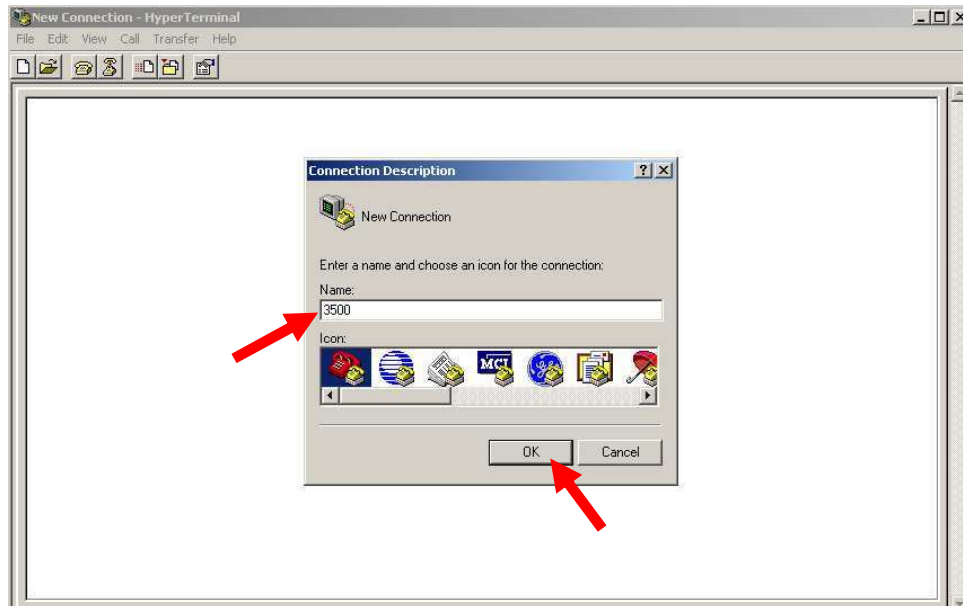 New Connection - HyperTerminal
File Edit View Call Transfer Help
Connection Description
New Connection
Enter a name and choose an icon for the connection:
Name:
3500
Icon:
MCI
OK Cancel